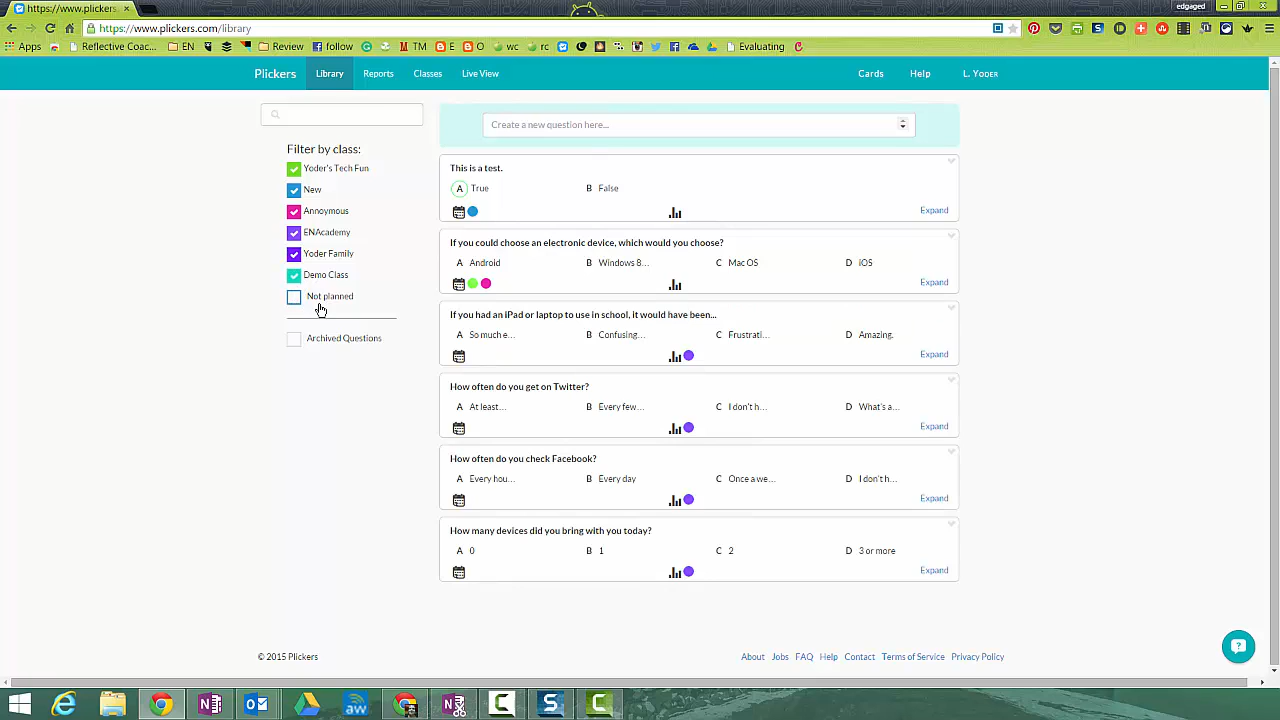 https://www.plickers.
edgaged
https://www.plickers.com/library
Apps Reflective Coac... EN Review follow TM E O wc rc Evaluating
Plickers Library Reports Classes Live View Cards Help L. YODER
Create a new question here...
Filter by class:
Yoder's Tech Fun
New
Annoymous
ENAcademy
Yoder Family
Demo Class
Not planned
Archived Questions
This is a test.
A True B False
Expand
If you could choose an electronic device, which would you choose?
A Android B Windows 8... C Mac OS D iOS
Expand
If you had an iPad or laptop to use in school, it would have been...
A So much e... B Confusing... C Frustrati... D Amazing.
Expand
How often do you get on Twitter?
A At least... B Every few... C I don't h... D What's a...
Expand
How often do you check Facebook?
A Every hou... B Every day C Once a we... D I don't h...
Expand
How many devices did you bring with you today?
A 0 B 1 C 2 D 3 or more
Expand
© 2015 Plickers About Jobs FAQ Help Contact Terms of Service Privacy Policy